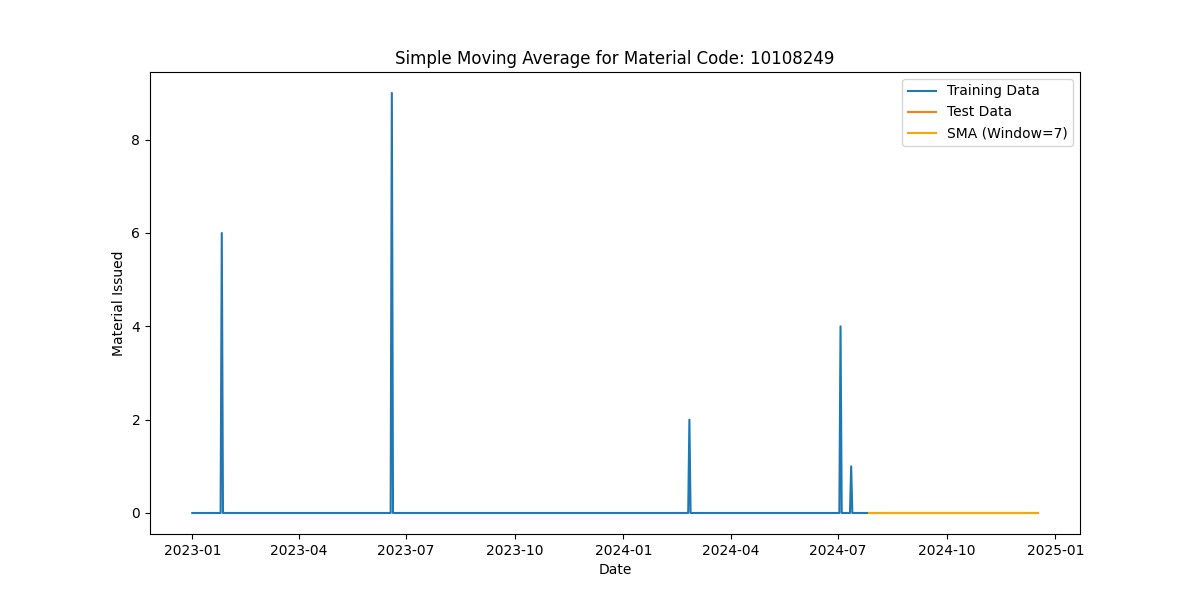 Simple Moving Average for Material Code: 10108249
Training Data
Test Data
SMA (Window=7)
Material Issued
8
6
4
2
0
2023-01 2023-04 2023-07 2023-10 2024-01 2024-04 2024-07 2024-10 2025-01
Date